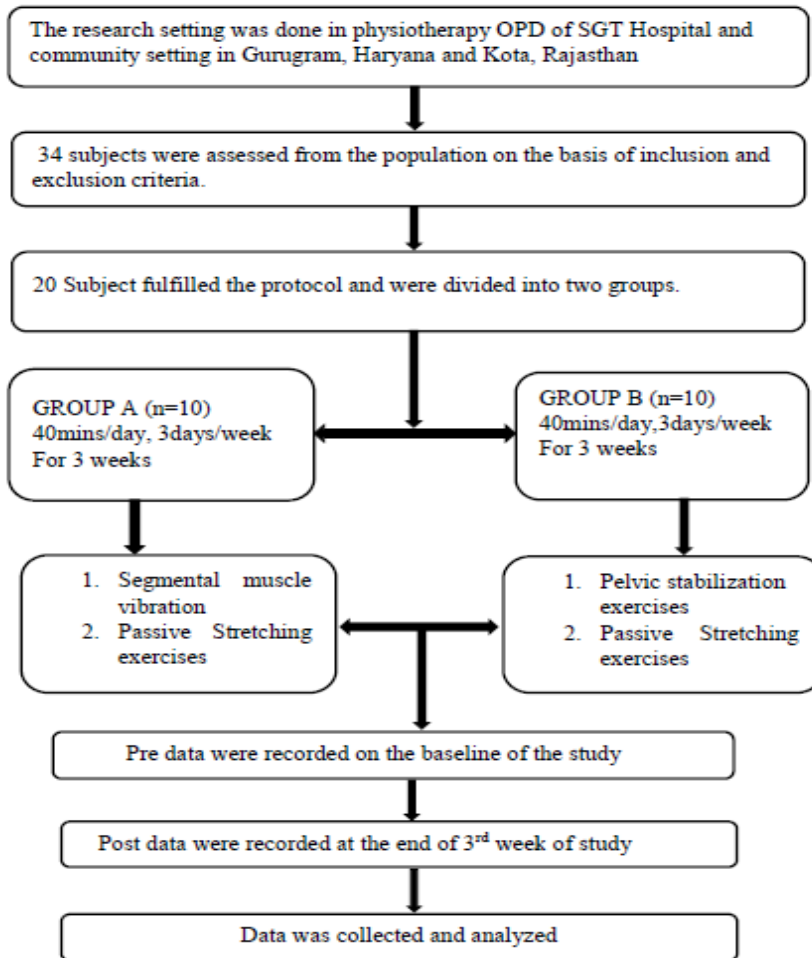 The research setting was done in physiotherapy OPD of SGT Hospital and
community setting in Gurugram, Haryana and Kota, Rajasthan
34 subjects were assessed from the population on the basis of inclusion and
exclusion criteria.
20 Subject fulfilled the protocol and were divided into two groups.
GROUP A (n=10)
40mins/day, 3days/week
For 3 weeks
GROUP B (n=10)
40mins/day,3days/week
For 3 weeks
1. Segmental muscle
vibration
2. Passive Stretching
exercises
1. Pelvic stabilization
exercises
2. Passive Stretching
exercises
Pre data were recorded on the baseline of the study
Post data were recorded at the end of 3rd week of study
Data was collected and analyzed